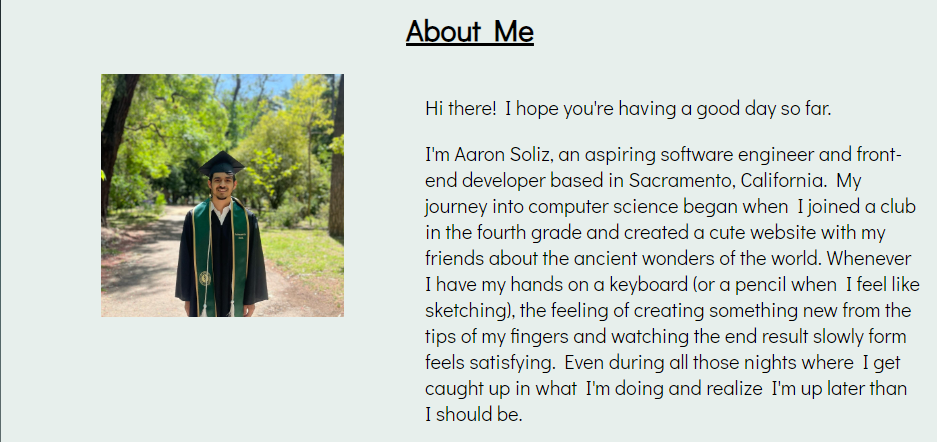 About Me
Hi there! I hope you're having a good day so far.
I'm Aaron Soliz, an aspiring software engineer and front-
end developer based in Sacramento, California. My
journey into computer science began when I joined a club
in the fourth grade and created a cute website with my
friends about the ancient wonders of the world. Whenever
I have my hands on a keyboard (or a pencil when I feel like
sketching), the feeling of creating something new from the
tips of my fingers and watching the end result slowly form
feels satisfying. Even during all those nights where I get
caught up in what I'm doing and realize I'm up later than
I should be.